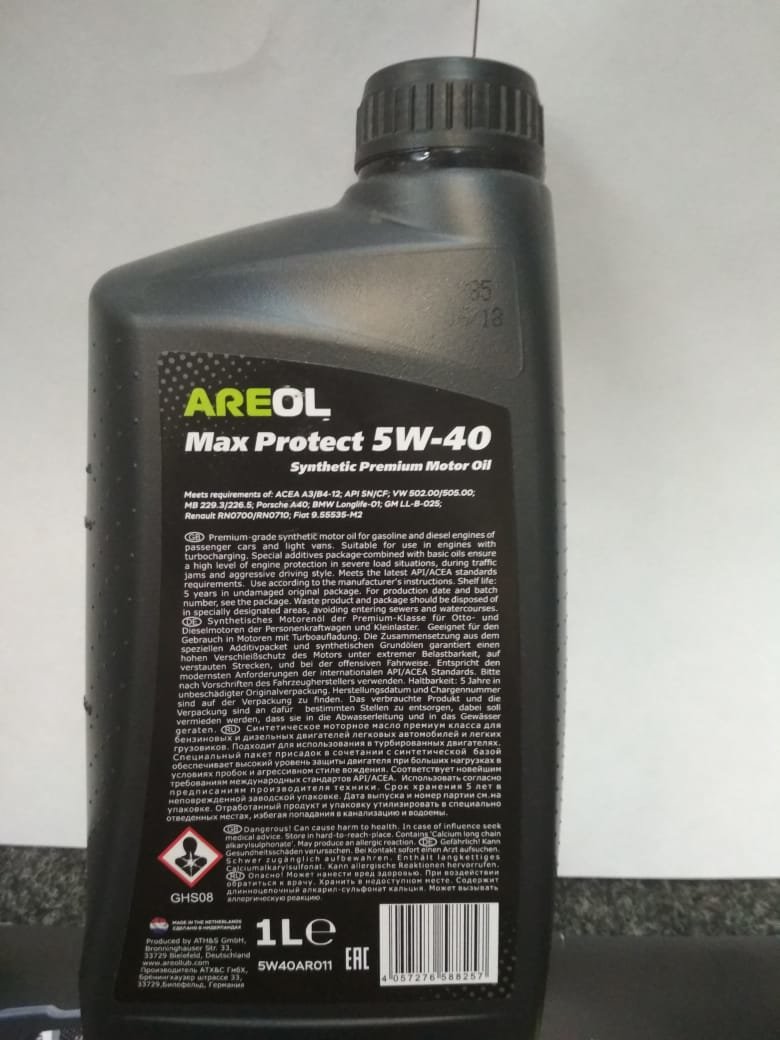 35
/18
AREOL
Max Protect 5W-40
Synthetic Premium Motor Oil
Meets requirements of: ACEA A3/B4-12; API SN/CF; VW 502.00/505.00;
MB 229.3/226.5; Porsche A40; BMW Longlife-01; GM LL-B-025;
Renault RN0700/RN0710; Fiat 9.55535-M2
GB Premium-grade synthetic motor oil for gasoline and diesel engines of
passenger cars and light vans. Suitable for use in engines with
turbocharging. Special additives package combined with basic oils ensure
a high level of engine protection in severe load situations, during traffic
jams and aggressive driving style. Meets the latest API/ACEA standards
requirements. Use according to the manufacturer's instructions. Shelf life:
5 years in undamaged original package. For production date and batch
number, see the package. Waste product and package should be disposed of
in specially designated areas, avoiding entering sewers and watercourses.
DE Synthetisches Motorenöl der Premium-Klasse für Otto- und
Dieselmotoren der Personenkraftwagen und Kleinlaster. Geeignet für den
Gebrauch in Motoren mit Turboaufladung. Die Zusammensetzung aus dem
speziellen Additivpacket und synthetischen Grundölen garantiert einen
hohen Verschleißschutz des Motors unter extremer Belastbarkeit, auf
verstauten Strecken, und bei der offensiven Fahrweise. Entspricht den
modernsten Anforderungen der internationalen API/ACEA Standards. Bitte
nach Vorschriften des Fahrzeugherstellers verwenden. Haltbarkeit: 5 Jahre in
unbeschädigter Originalverpackung. Herstellungsdatum und Chargennummer
sind auf der Verpackung zu finden. Das verbrauchte Produkt und die
Verpackung sind an dafür bestimmten Stellen zu entsorgen, dabei soll
vermieden werden, dass sie in die Abwasserleitung und in das Gewässer
geraten. RU Синтетическое моторное масло премиум класса для
бензиновых и дизельных двигателей легковых автомобилей и легких
грузовиков. Подходит для использования в турбированных двигателях.
Специальный пакет присадок в сочетании с синтетической базой
обеспечивает высокий уровень защиты двигателя при больших нагрузках в
условиях пробок и агрессивном стиле вождения. Соответствует новейшим
требованиям международных стандартов API/ACEA. Использовать согласно
предписаниям производителя техники. Срок хранения 5 лет в
неповрежденной заводской упаковке. Дата выпуска и номер партии см.на
упаковке. Отработанный продукт и упаковку утилизировать в специально
отведенных местах, избегая попадания в канализацию и водоемы.
GB Dangerous! Can cause harm to health. In case of influence seek
medical advice. Store in hard-to-reach-place. Contains 'Calcium long chain
alkarylsulphonate'. May produce an allergic reaction. DE Gefährlich! Kann
Gesundheitsschäden verursachen. Bei Kontakt sofort einen Arzt aufsuchen.
Schwer zugänglich aufbewahren. Enthält langkettiges
Calciumalkarylsulfonat. Kann allergische Reaktionen hervorrufen.
RU Опасно! Может нанести вред здоровью. При воздействии
обратиться к врачу. Хранить в недоступном месте. Содержит
длинноцепочный алкарил-сульфонат кальция. Может вызывать
аллергическую реакцию.
GHS08
MADE IN THE NETHERLANDS
СДЕЛАНО В НИДЕРЛАНДАХ
Produced by ATH&S GmbH,
Bronninghauser Str. 33,
33729 Bielefeld, Deutschland
www.areollub.com
Производитель АТХ&С ГмбХ,
Брёнингхаузер штрассе 33,
33729,Билефельд, Германия
1L e
5W40AR011
EAC
4 057276 588257